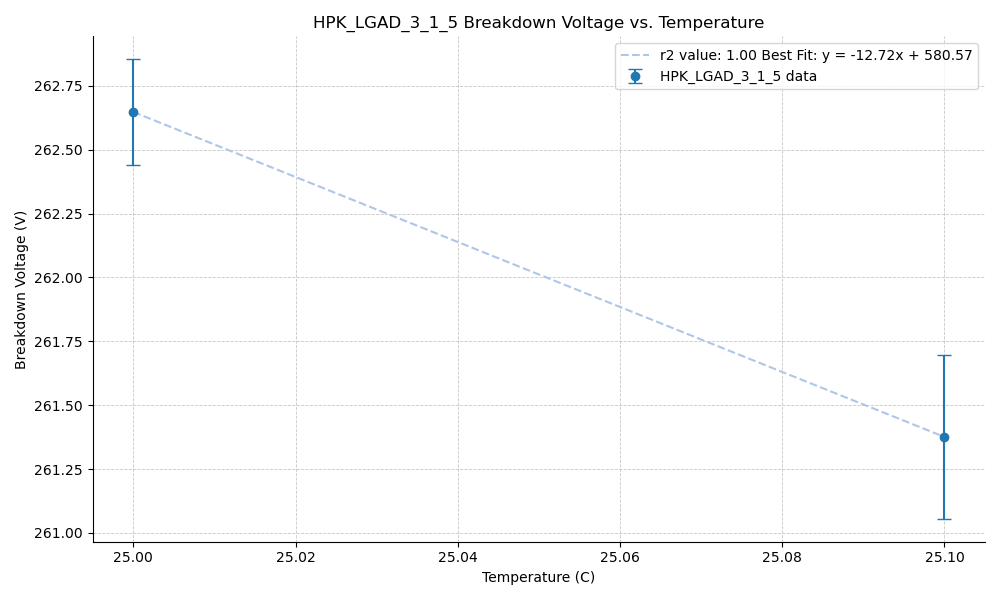 HPK_LGAD_3_1_5 Breakdown Voltage vs. Temperature
r2 value: 1.00 Best Fit: y = -12.72x + 580.57
HPK_LGAD_3_1_5 data
Breakdown Voltage (V)
262.75
262.50
262.25
262.00
261.75
261.50
261.25
261.00
25.00 25.02 25.04 25.06 25.08 25.10
Temperature (C)